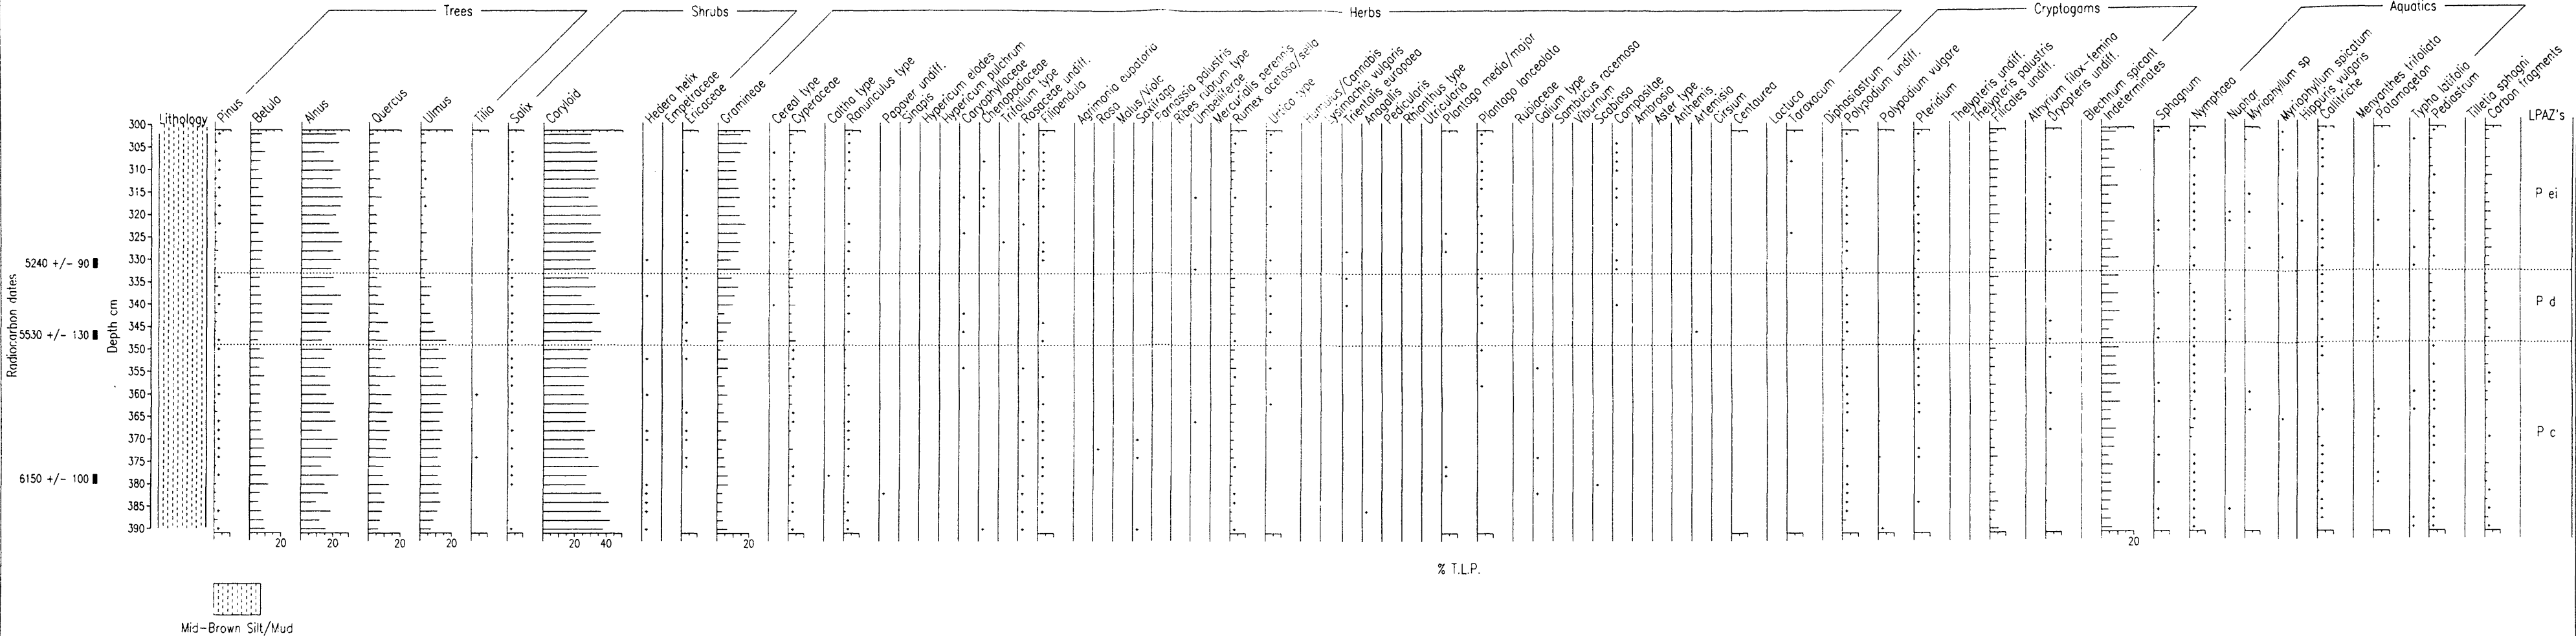 Trees
Shrubs
Herbs
Cryptogams
Aquatics
Radiocarbon dates
5240 +/- 90
5530 +/- 130
6150 +/- 100
Depth cm
300
305
310
315
320
325
330
335
340
345
350
355
360
365
370
375
380
385
390
Lithology
Pinus
Betula
Alnus
Quercus
Ulmus
Tilia
Salix
Coryloid
Hedera helix
Empetraceae
Ericaceae
Gramineae
Cereal type
Cyperaceae
Caltha type
Ranunculus type
Papaver undiff.
Sinapis
Hypericum elodes
Hypericum pulchrum
Caryophyllaceae
Chenopodiaceae
Trifolium type
Rosaceae undiff.
Filipendula
Agrimonia eupatoria
Rosa
Malus/Viola
Saxifraga
Parnassia palustris
Ribes rubrum type
Umbelliferae
Mercurialis perennis
Rumex acetosa/sella
Urtica type
Humulus/Cannabis
Lysimachia vulgaris
Trientalis europaea
Anagallis
Pedicularis
Rhinanthus type
Utricularia
Plantago media/major
Plantago lanceolata
Rubiaceae
Galium type
Sambucus racemosa
Viburnum
Scabiosa
Compositae
Ambrosia
Aster type
Anthemis
Artemisia
Cirsium
Centaurea
Lactuca
Taraxacum
Diphasiastrum
Polypodium undiff.
Polypodium vulgare
Pteridium
Thelypteris undiff.
Thelypteris palustris
Filicales undiff.
Athyrium filax-femina
Dryopteris undiff.
Blechnum spicant
Indeterminates
Sphagnum
Nymphaea
Nuphar
Myriophyllum sp
Myriophyllum spicatum
Hippuris vulgaris
Callitriche
Menyanthes trifoliata
Potamogeton
Typha latifolia
Pediastrum
Tilletia sphagni
Carbon fragments
LPAZ's
P ei
P d
P c
20 20 20 20 20 40 20 20
% T.L.P.
Mid-Brown Silt/Mud